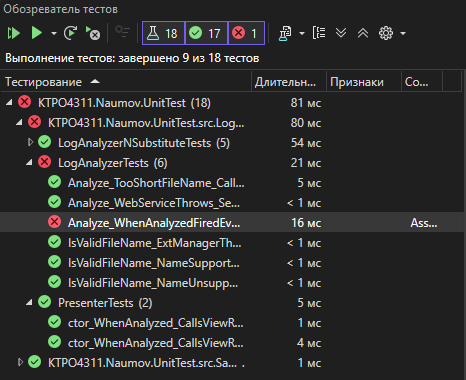 Обозреватель тестов
18 17 1
Выполнение тестов: завершено 9 из 18 тестов
Тестирование Длительн... Признаки Со...
KTPO4311.Naumov.UnitTest (18) 81 мс
KTPO4311.Naumov.UnitTest.src.Log... 80 мс
LogAnalyzerNSubstituteTests (5) 54 мс
LogAnalyzerTests (6) 21 мс
Analyze_TooShortFileName_Call... 5 мс
Analyze_WebServiceThrows_Se... < 1 мс
Analyze_WhenAnalyzedFiredEv... 16 мс Ass...
IsValidFileName_ExtManagerTh... < 1 мс
IsValidFileName_NameSupport... < 1 мс
IsValidFileName_NameUnsupp... < 1 мс
PresenterTests (2) 5 мс
ctor_WhenAnalyzed_CallsViewR... 1 мс
ctor_WhenAnalyzed_CallsViewR... 4 мс
KTPO4311.Naumov.UnitTest.src.Sa... . 1 мс